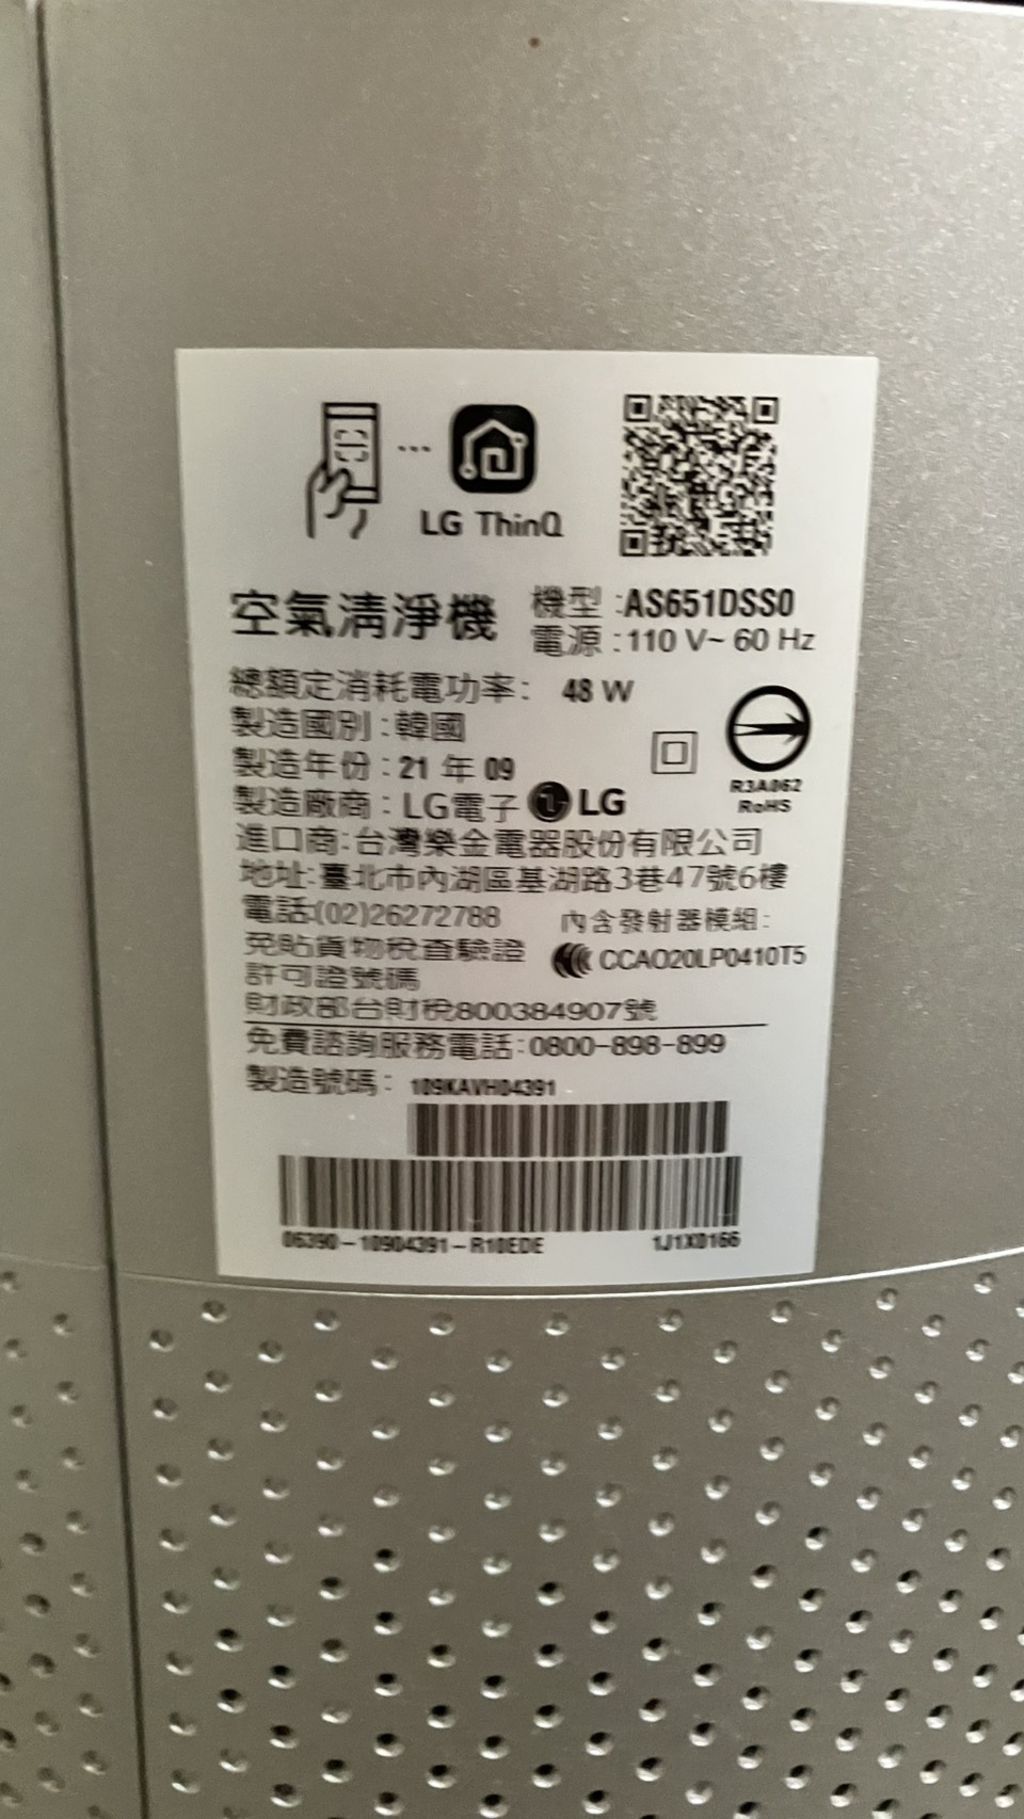 LG ThinQ
空氣清淨機
機型 :AS651DSS0
電源 :110 V~ 60 Hz
總額定消耗電功率: 48 W
製造國別:韓國
製造年份:21 年 09
製造廠商: LG電子 LG
R3A062
RoHS
進口商:台灣樂金電器股份有限公司
地址:臺北市內湖區基湖路3巷47號6樓
電話:(02)26272788
內含發射器模組:
CCAO20LP0410T5
免貼貨物稅查驗證
許可證號碼
財政部台財稅800384907號
免費諮詢服務電話:0800-898-899
製造號碼: 109KAVH04391
06390-10904391-R10EDE 1J1X0166